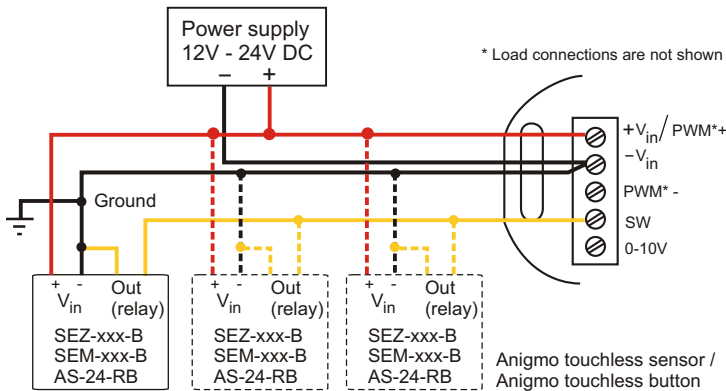 Power supply
12V - 24V DC
– +
* Load connections are not shown
+Vin/ PWM*+
–Vin
PWM* -
SW
0-10V
Ground
+ - Out
Vin (relay)
SEZ-xxx-B
SEM-xxx-B
AS-24-RB
+ - Out
Vin (relay)
SEZ-xxx-B
SEM-xxx-B
AS-24-RB
+ - Out
Vin (relay)
SEZ-xxx-B
SEM-xxx-B
AS-24-RB
Anigmo touchless sensor /
Anigmo touchless button